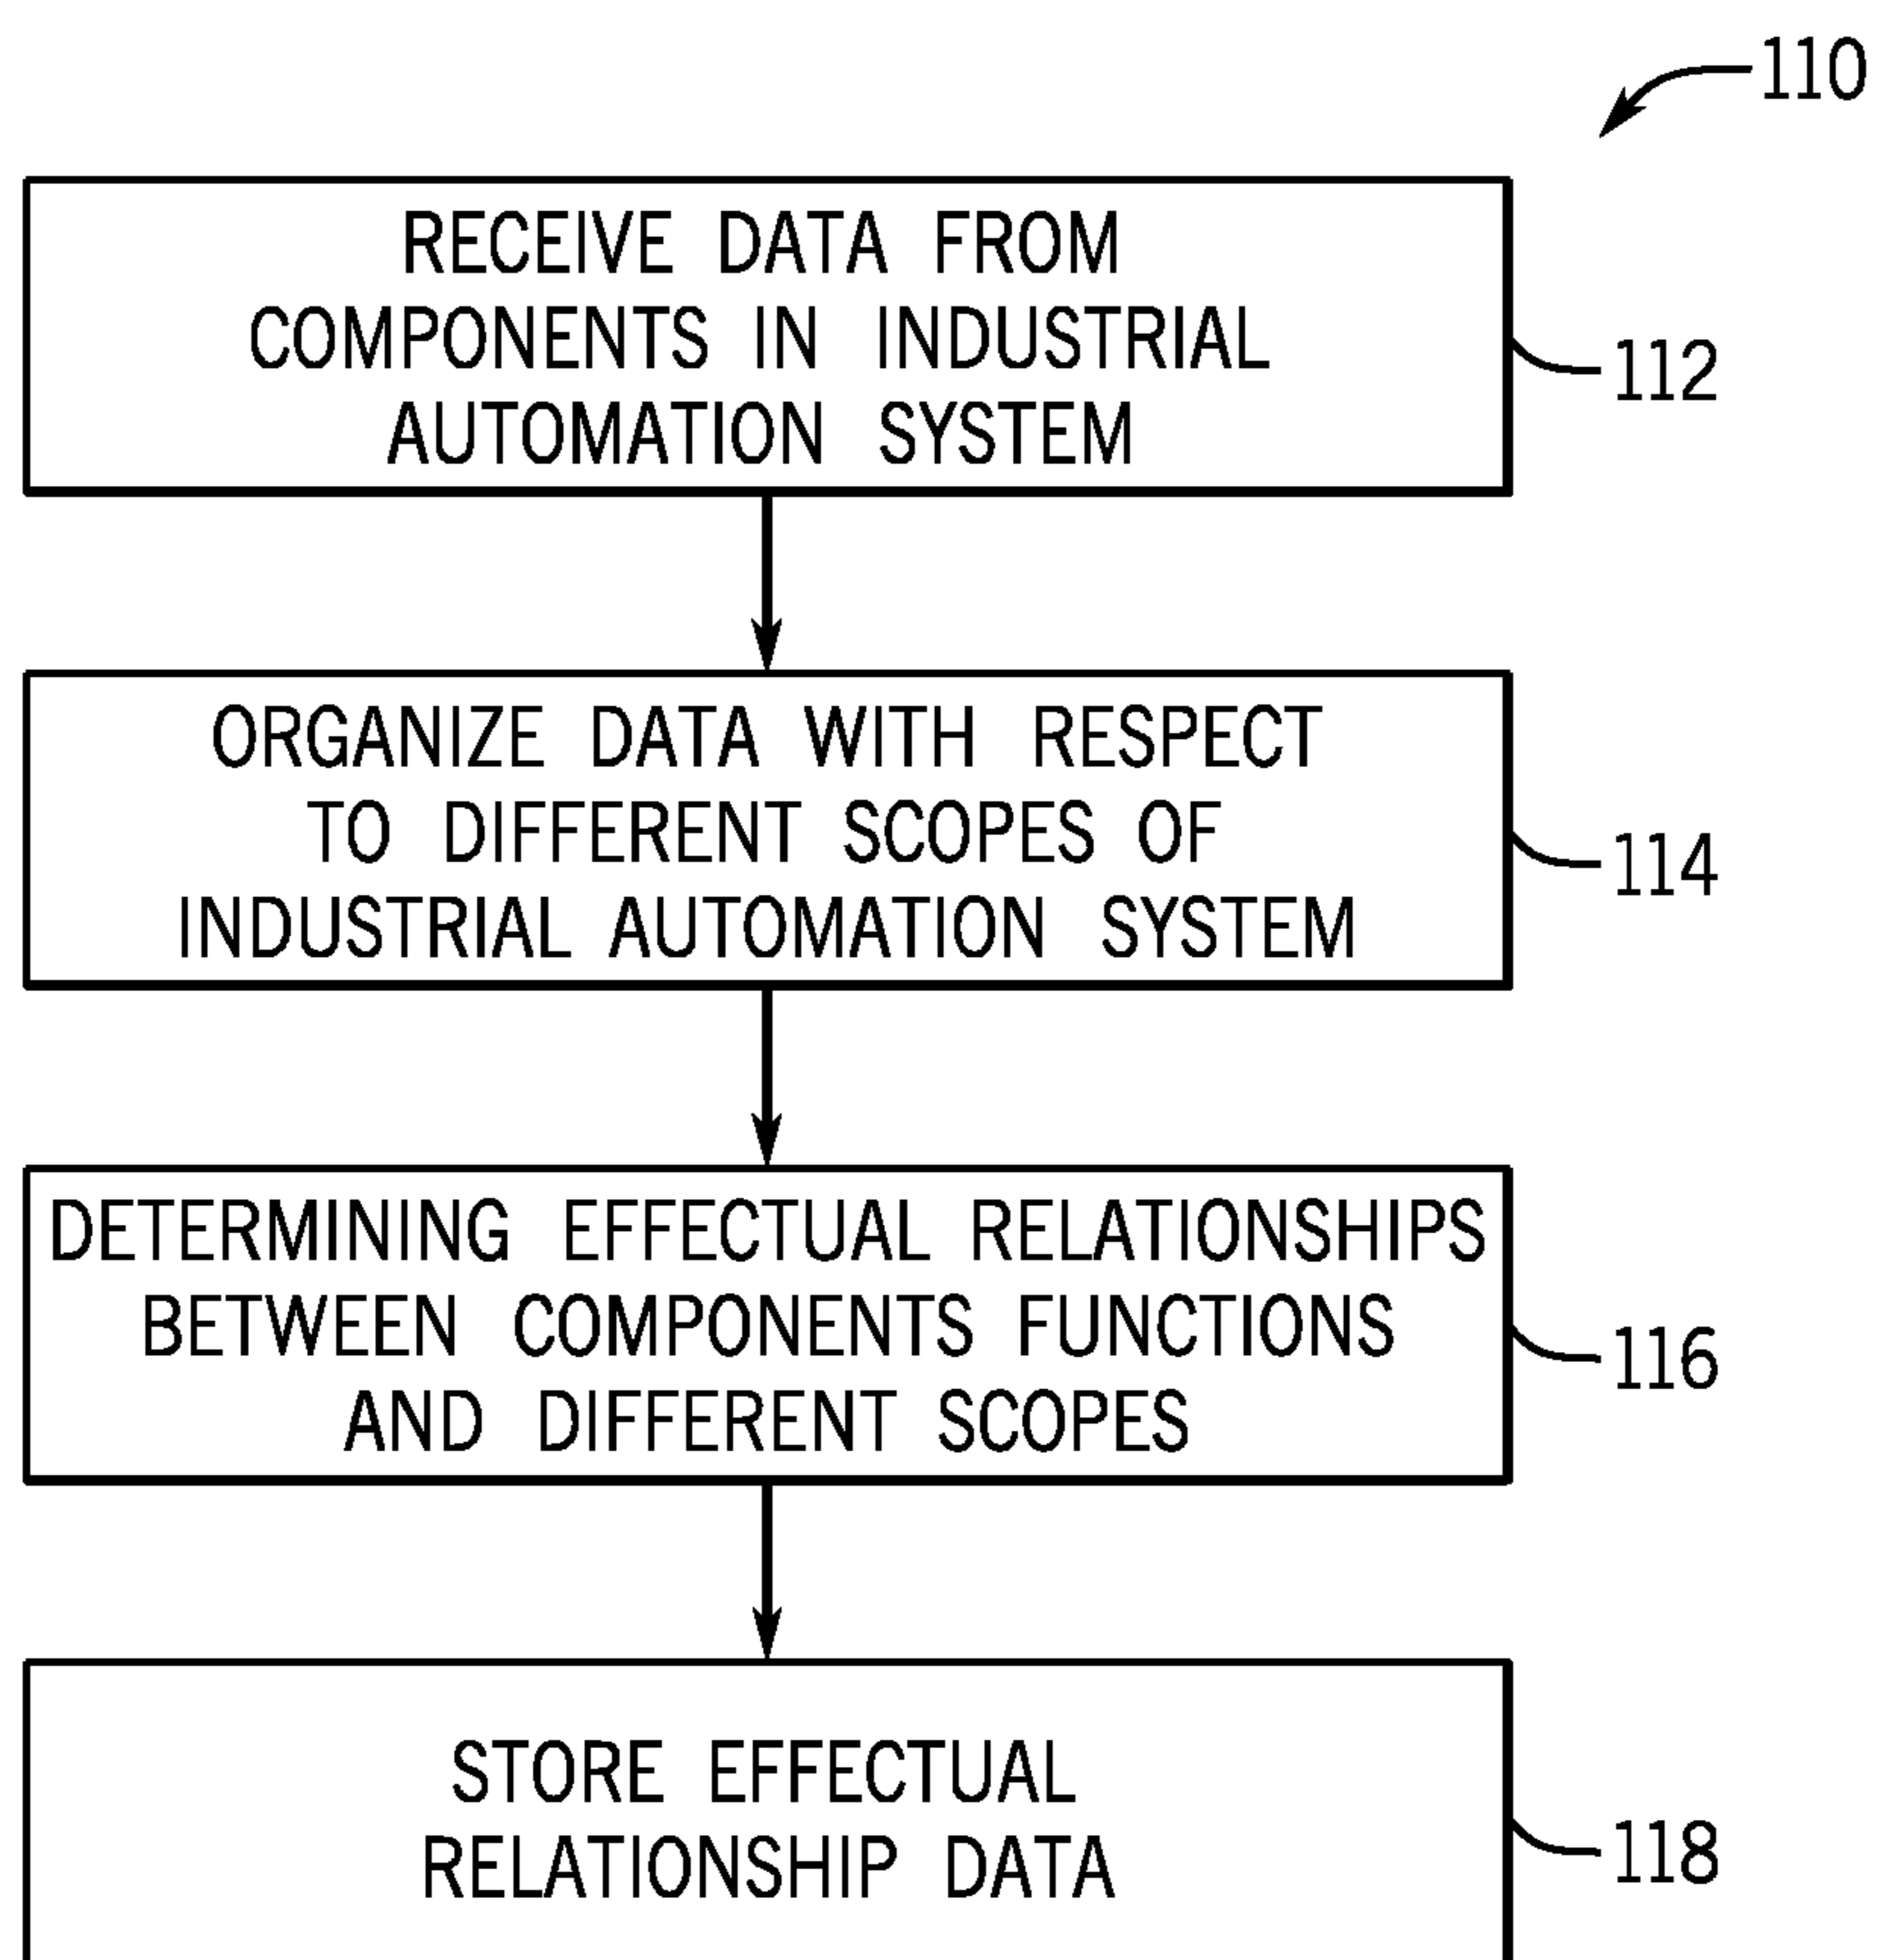 110
RECEIVE DATA FROM
COMPONENTS IN INDUSTRIAL
AUTOMATION SYSTEM
112
ORGANIZE DATA WITH RESPECT
TO DIFFERENT SCOPES OF
INDUSTRIAL AUTOMATION SYSTEM
114
DETERMINING EFFECTUAL RELATIONSHIPS
BETWEEN COMPONENTS FUNCTIONS
AND DIFFERENT SCOPES
116
STORE EFFECTUAL
RELATIONSHIP DATA
118